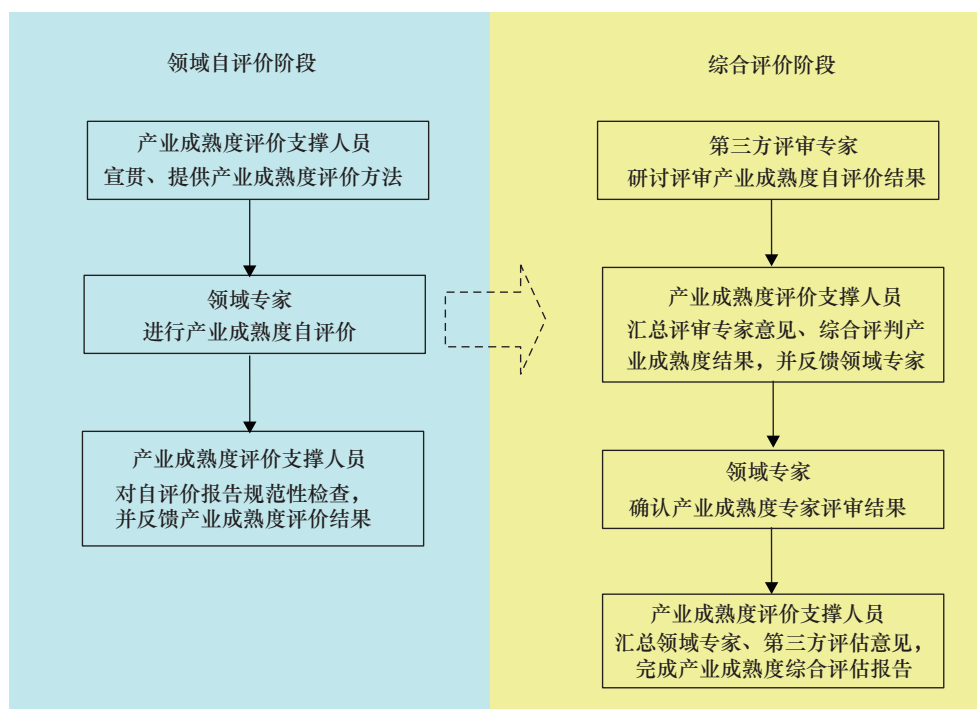 领域自评价阶段
产业成熟度评价支撑人员
宣贯、提供产业成熟度评价方法
领域专家
进行产业成熟度自评价
产业成熟度评价支撑人员
对自评价报告规范性检查,
并反馈产业成熟度评价结果
综合评价阶段
第三方评审专家
研讨评审产业成熟度自评价结果
产业成熟度评价支撑人员
汇总评审专家意见、综合评判产
业成熟度结果,并反馈领域专家
领域专家
确认产业成熟度专家评审结果
产业成熟度评价支撑人员
汇总领域专家、第三方评估意见,
完成产业成熟度综合评估报告